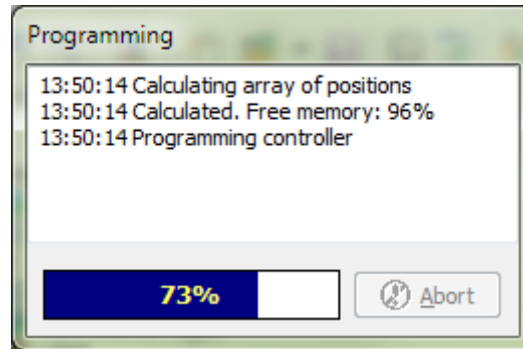 Programming
13:50:14 Calculating array of positions
13:50:14 Calculated. Free memory: 96%
13:50:14 Programming controller
73%
Abort